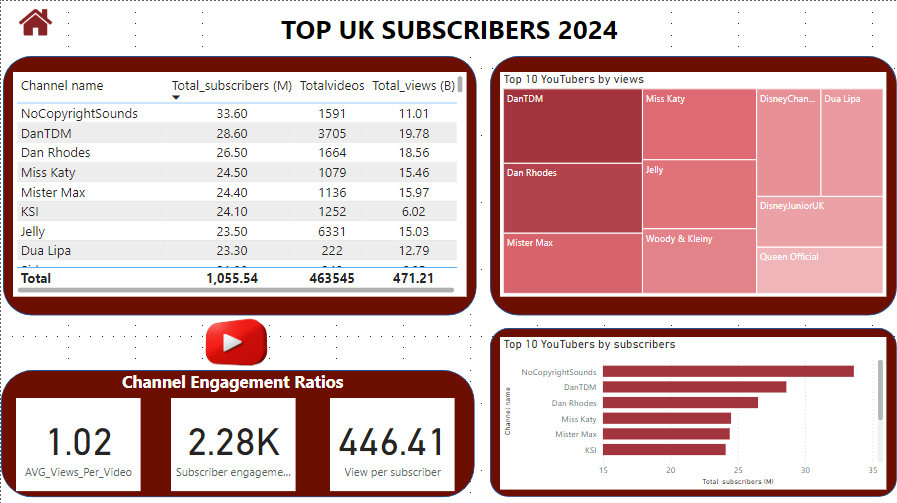 TOP UK SUBSCRIBERS 2024
Channel name Total_subscribers (M) Totalvideos Total_views (B)
NoCopyrightSounds 33.60 1591 11.01
DanTDM 28.60 3705 19.78
Dan Rhodes 26.50 1664 18.56
Miss Katy 24.50 1079 15.46
Mister Max 24.40 1136 15.97
KSI 24.10 1252 6.02
Jelly 23.50 6331 15.03
Dua Lipa 23.30 222 12.79
Total 1,055.54 463545 471.21
Top 10 YouTubers by views
DanTDM
Dan Rhodes
Mister Max
Miss Katy
Jelly
Woody & Kleiny
DisneyChan...
Dua Lipa
DisneyJuniorUK
Queen Official
Channel Engagement Ratios
1.02
AVG_Views_Per_Video
2.28K
Subscriber engageme...
446.41
View per subscriber
Top 10 YouTubers by subscribers
Channel name
NoCopyrightSounds
DanTDM
Dan Rhodes
Miss Katy
Mister Max
KSI
15 20 25 30 35
Total_subscribers (M)